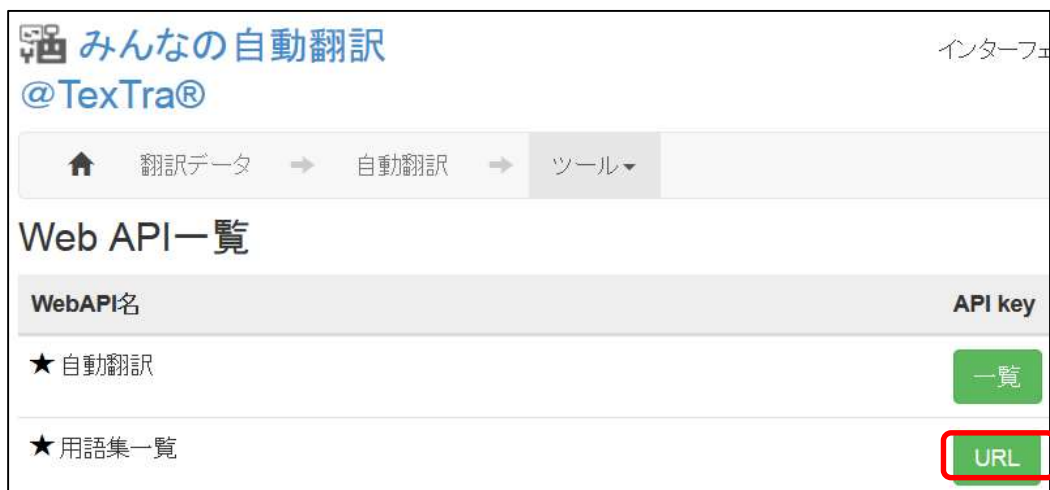 みんなの自動翻訳
@TexTra®
インターフェ
翻訳データ
自動翻訳
ツール
Web API一覧
WebAPI名 API key
★自動翻訳 一覧
★用語集一覧 URL